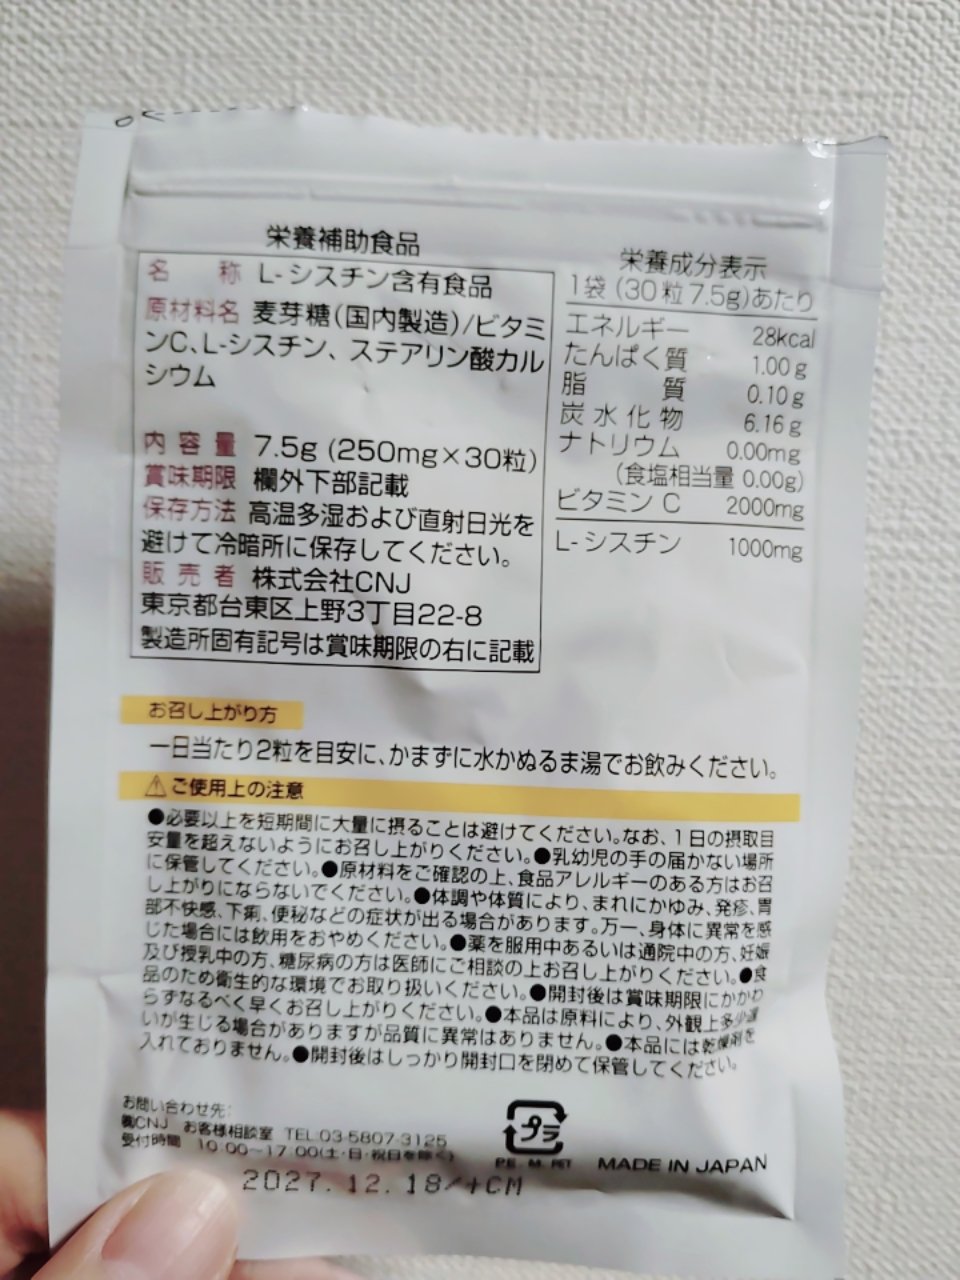 栄養補助食品
名 称 L-シスチン含有食品
原材料名 麦芽糖(国内製造)/ビタミ
ンC、L-シスチン、ステアリン酸カル
シウム
内容量 7.5g (250mg×30粒)
賞味期限 欄外下部記載
保存方法 高温多湿および直射日光を
避けて冷暗所に保存してください。
販売者 株式会社CNJ
東京都台東区上野3丁目22-8
製造所固有記号は賞味期限の右に記載
栄養成分表示
1袋(30粒7.5g)あたり
エネルギー 28kcal
たんぱく質 1.00g
脂質 0.10g
炭水化物 6.16g
ナトリウム 0.00mg
(食塩相当量 0.00g)
ビタミンC 2000mg
L-シスチン 1000mg
お召し上がり方
一日当たり2粒を目安に、かまずに水かぬるま湯でお飲みください。
⚠ご使用上の注意
●必要以上を短期間に大量に摂ることは避けてください。なお、1日の摂取目
安量を超えないようにお召し上がりください。●乳幼児の手の届かない場所
に保管してください。●原材料をご確認の上、食品アレルギーのある方はお召
し上がりにならないでください。●体調や体質により、まれにかゆみ、発疹、胃
部不快感、下痢、便秘などの症状が出る場合があります。万一、身体に異常を感
じた場合には飲用をおやめください。●薬を服用中あるいは通院中の方、妊娠
及び授乳中の方、糖尿病の方は医師にご相談の上お召し上がりください。●食
品のため衛生的な環境でお取り扱いください。●開封後は賞味期限にかかわ
らずなるべく早くお召し上がりください。●本品は原料により、外観上多少違
いが生じる場合がありますが品質に異常はありません。●本品には乾燥剤を
入れておりません。●開封後はしっかり開封口を閉めて保管してください。
お問い合わせ先:
㈱CNJ お客様相談室 TEL:03-5807-3125
受付時間 10:00~17:00(土・日・祝日を除く)
プラ
PE, M, PET
MADE IN JAPAN
2027.12.18/+CM